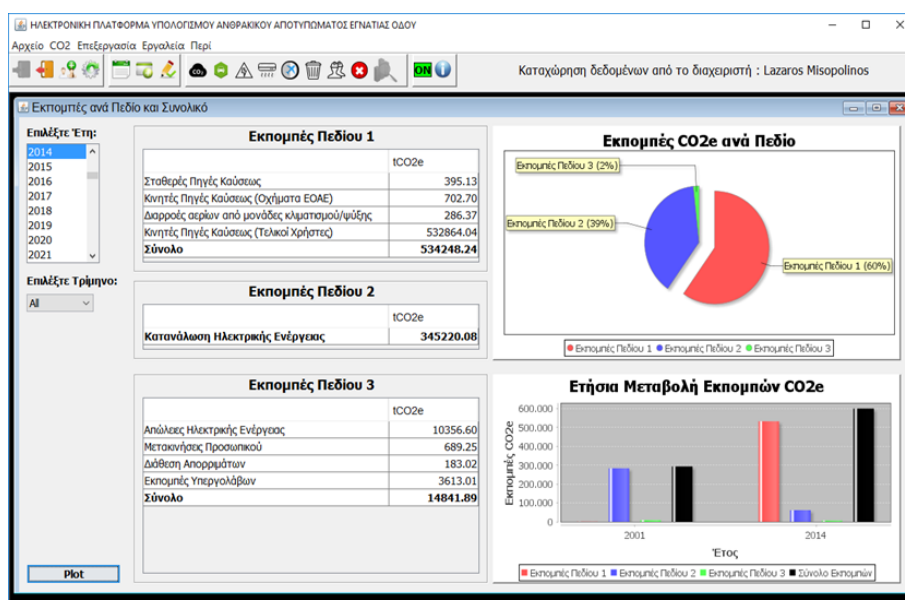 ΗΛΕΚΤΡΟΝΙΚΗ ΠΛΑΤΦΟΡΜΑ ΥΠΟΛΟΓΙΣΜΟΥ ΑΝΘΡΑΚΙΚΟΥ ΑΠΟΤΥΠΩΜΑΤΟΣ ΕΓΝΑΤΙΑΣ ΟΔΟΥ
Αρχείο CO2 Επεξεργασία Εργαλεία Περί
CO₂ ON Καταχώρηση δεδομένων από το διαχειριστή : Lazaros Misopolinos
Εκπομπές ανά Πεδίο και Συνολικό
Επιλέξτε Έτη:
2014
2015
2016
2017
2018
2019
2020
2021
Επιλέξτε Τρίμηνο:
All
Plot
Εκπομπές Πεδίου 1
tCO2e
Σταθερές Πηγές Καύσεως 395.13
Κινητές Πηγές Καύσεως (Οχήματα ΕΟΑΕ) 702.70
Διαρροές αερίων από μονάδες κλιματισμού/ψύξης 286.37
Κινητές Πηγές Καύσεως (Τελικοί Χρήστες) 532864.04
Σύνολο 534248.24
Εκπομπές Πεδίου 2
tCO2e
Κατανάλωση Ηλεκτρικής Ενέργειας 345220.08
Εκπομπές Πεδίου 3
tCO2e
Απώλειες Ηλεκτρικής Ενέργειας 10356.60
Μετακινήσεις Προσωπικού 689.25
Διάθεση Απορριμάτων 183.02
Εκπομπές Υπεργολάβων 3613.01
Σύνολο 14841.89
Εκπομπές CO2e ανά Πεδίο
Εκπομπές Πεδίου 3 (2%)
Εκπομπές Πεδίου 2 (39%)
Εκπομπές Πεδίου 1 (60%)
Εκπομπές Πεδίου 1 Εκπομπές Πεδίου 2 Εκπομπές Πεδίου 3
Ετήσια Μεταβολή Εκπομπών CO2e
Εκπομπές CO2e
600.000
500.000
400.000
300.000
200.000
100.000
0
2001 2014
Έτος
Εκπομπές Πεδίου 1 Εκπομπές Πεδίου 2 Εκπομπές Πεδίου 3 Σύνολο Εκπομπών